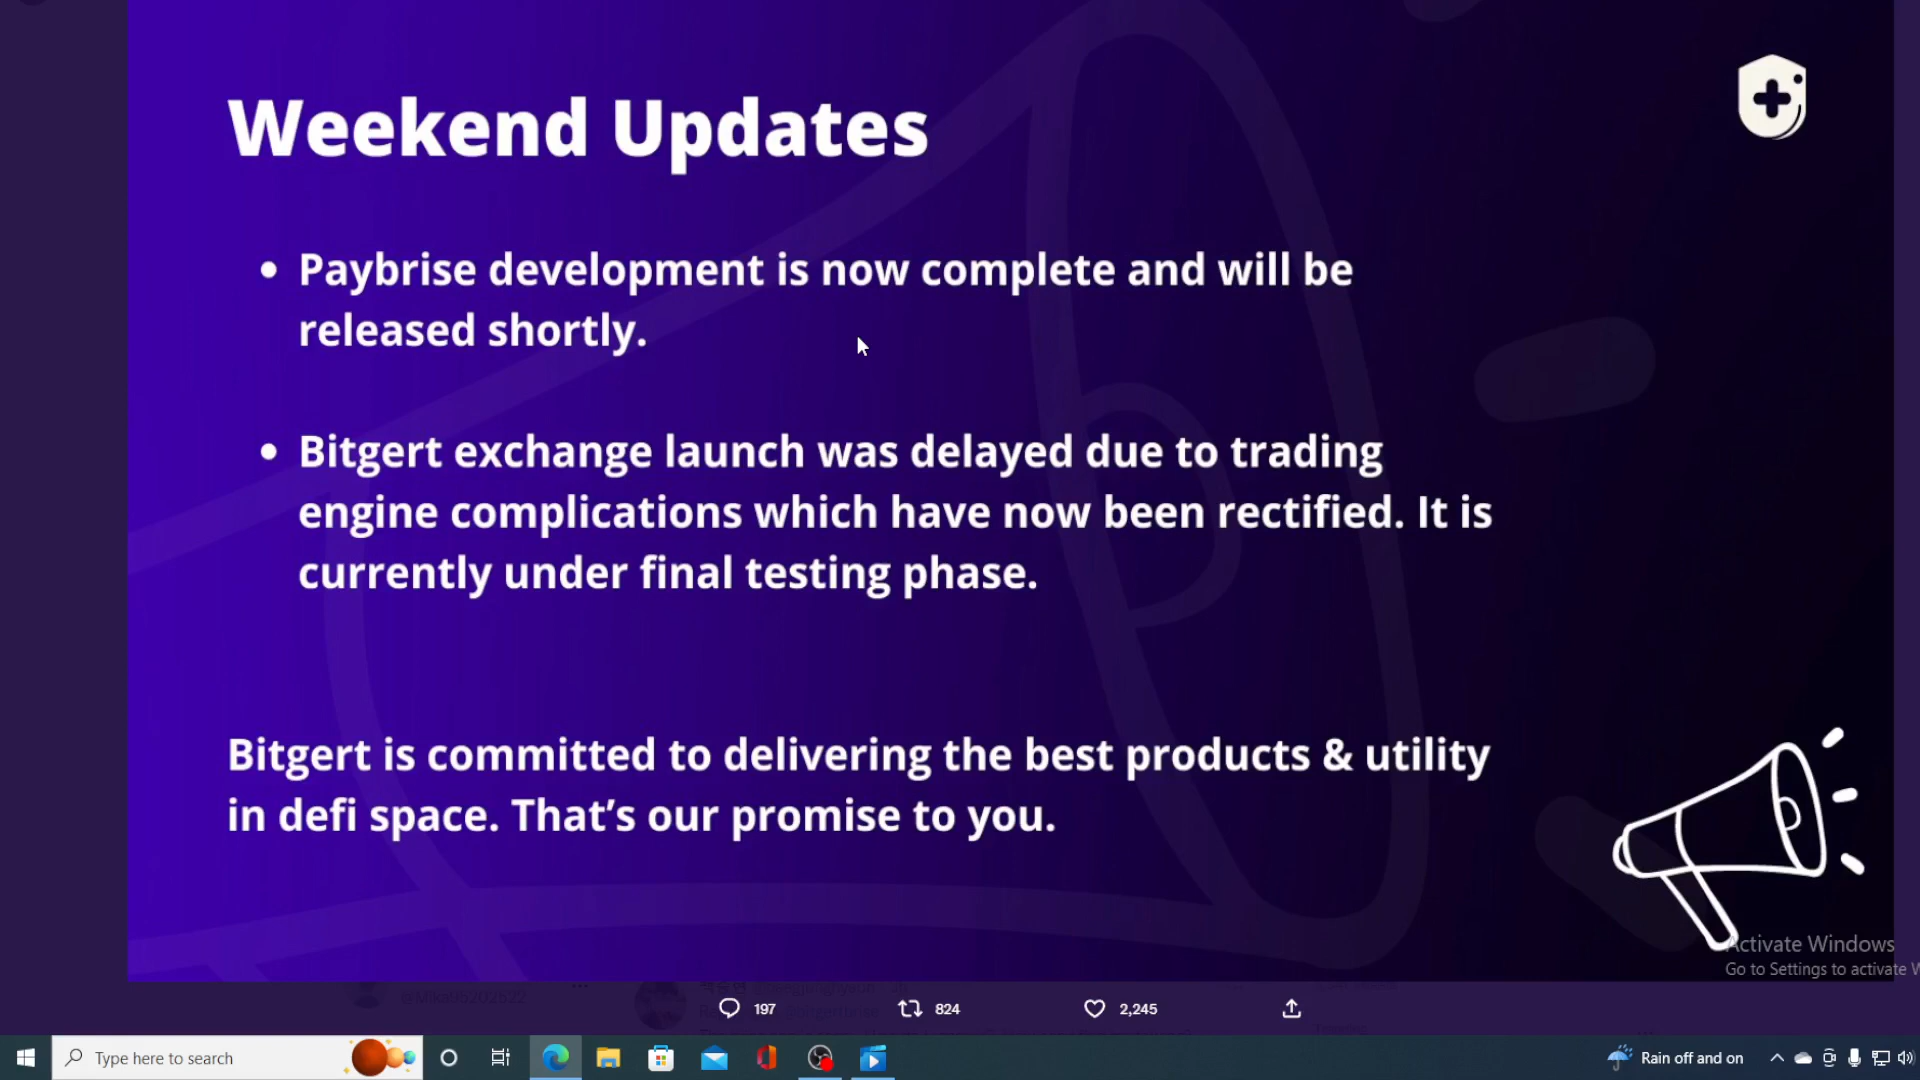 Weekend Updates
• Paybrise development is now complete and will be
released shortly.
• Bitgert exchange launch was delayed due to trading
engine complications which have now been rectified. It is
currently under final testing phase.
Bitgert is committed to delivering the best products & utility
in defi space. That's our promise to you.
Activate Windows
Go to Settings to activate W
197 824 2,245
Type here to search
Rain off and on